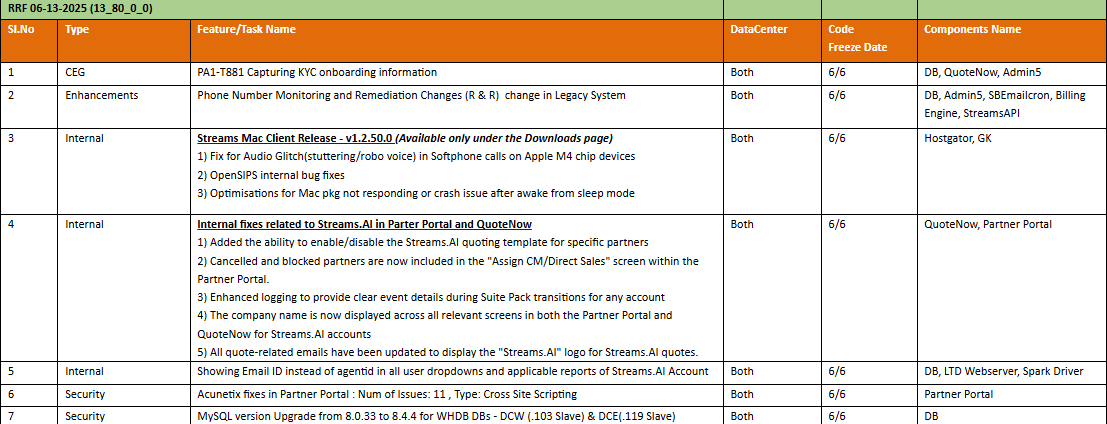 RRF 06-13-2025 (13_80_0_0)
Sl.No Type Feature/Task Name DataCenter Code Freeze Date Components Name
1 CEG PA1-T881 Capturing KYC onboarding information Both 6/6 DB, QuoteNow, Admin5
2 Enhancements Phone Number Monitoring and Remediation Changes (R & R) change in Legacy System Both 6/6 DB, Admin5, SBEmailcron, Billing
Engine, StreamsAPI
3 Internal Streams Mac Client Release - v1.2.50.0 (Available only under the Downloads page) Both 6/6 Hostgator, GK
1) Fix for Audio Glitch(stuttering/robo voice) in Softphone calls on Apple M4 chip devices
2) OpenSIPS internal bug fixes
3) Optimisations for Mac pkg not responding or crash issue after awake from sleep mode
4 Internal Internal fixes related to Streams.AI in Parter Portal and QuoteNow Both 6/6 QuoteNow, Partner Portal
1) Added the ability to enable/disable the Streams.AI quoting template for specific partners
2) Cancelled and blocked partners are now included in the "Assign CM/Direct Sales" screen within the
Partner Portal.
3) Enhanced logging to provide clear event details during Suite Pack transitions for any account
4) The company name is now displayed across all relevant screens in both the Partner Portal and
QuoteNow for Streams.AI accounts
5) All quote-related emails have been updated to display the "Streams.AI" logo for Streams.AI quotes.
5 Internal Showing Email ID instead of agentid in all user dropdowns and applicable reports of Streams.AI Account Both 6/6 DB, LTD Webserver, Spark Driver
6 Security Acunetix fixes in Partner Portal : Num of Issues: 11 , Type: Cross Site Scripting Both 6/6 Partner Portal
7 Security MySQL version Upgrade from 8.0.33 to 8.4.4 for WHDB DBs - DCW (.103 Slave) & DCE(.119 Slave) Both 6/6 DB